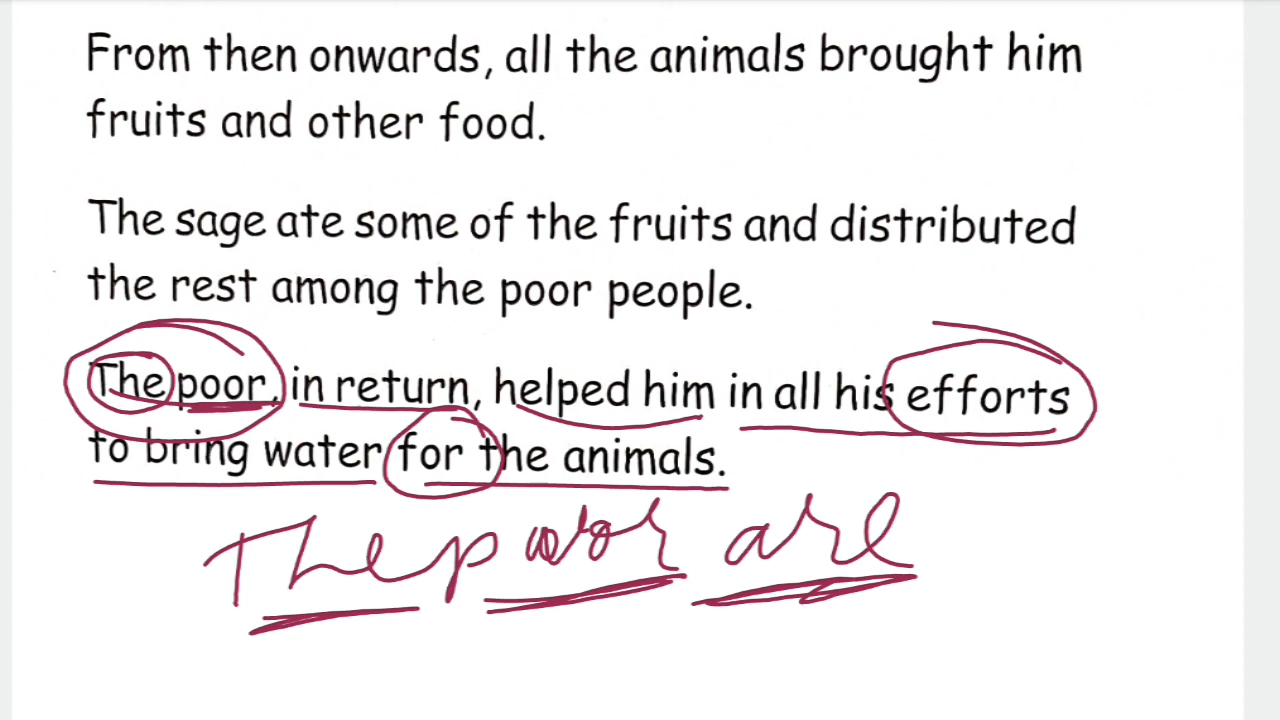 From then onwards, all the animals brought him
fruits and other food.
The sage ate some of the fruits and distributed
the rest among the poor people.
The poor, in return, helped him in all his efforts
to bring water for the animals.
The poor are